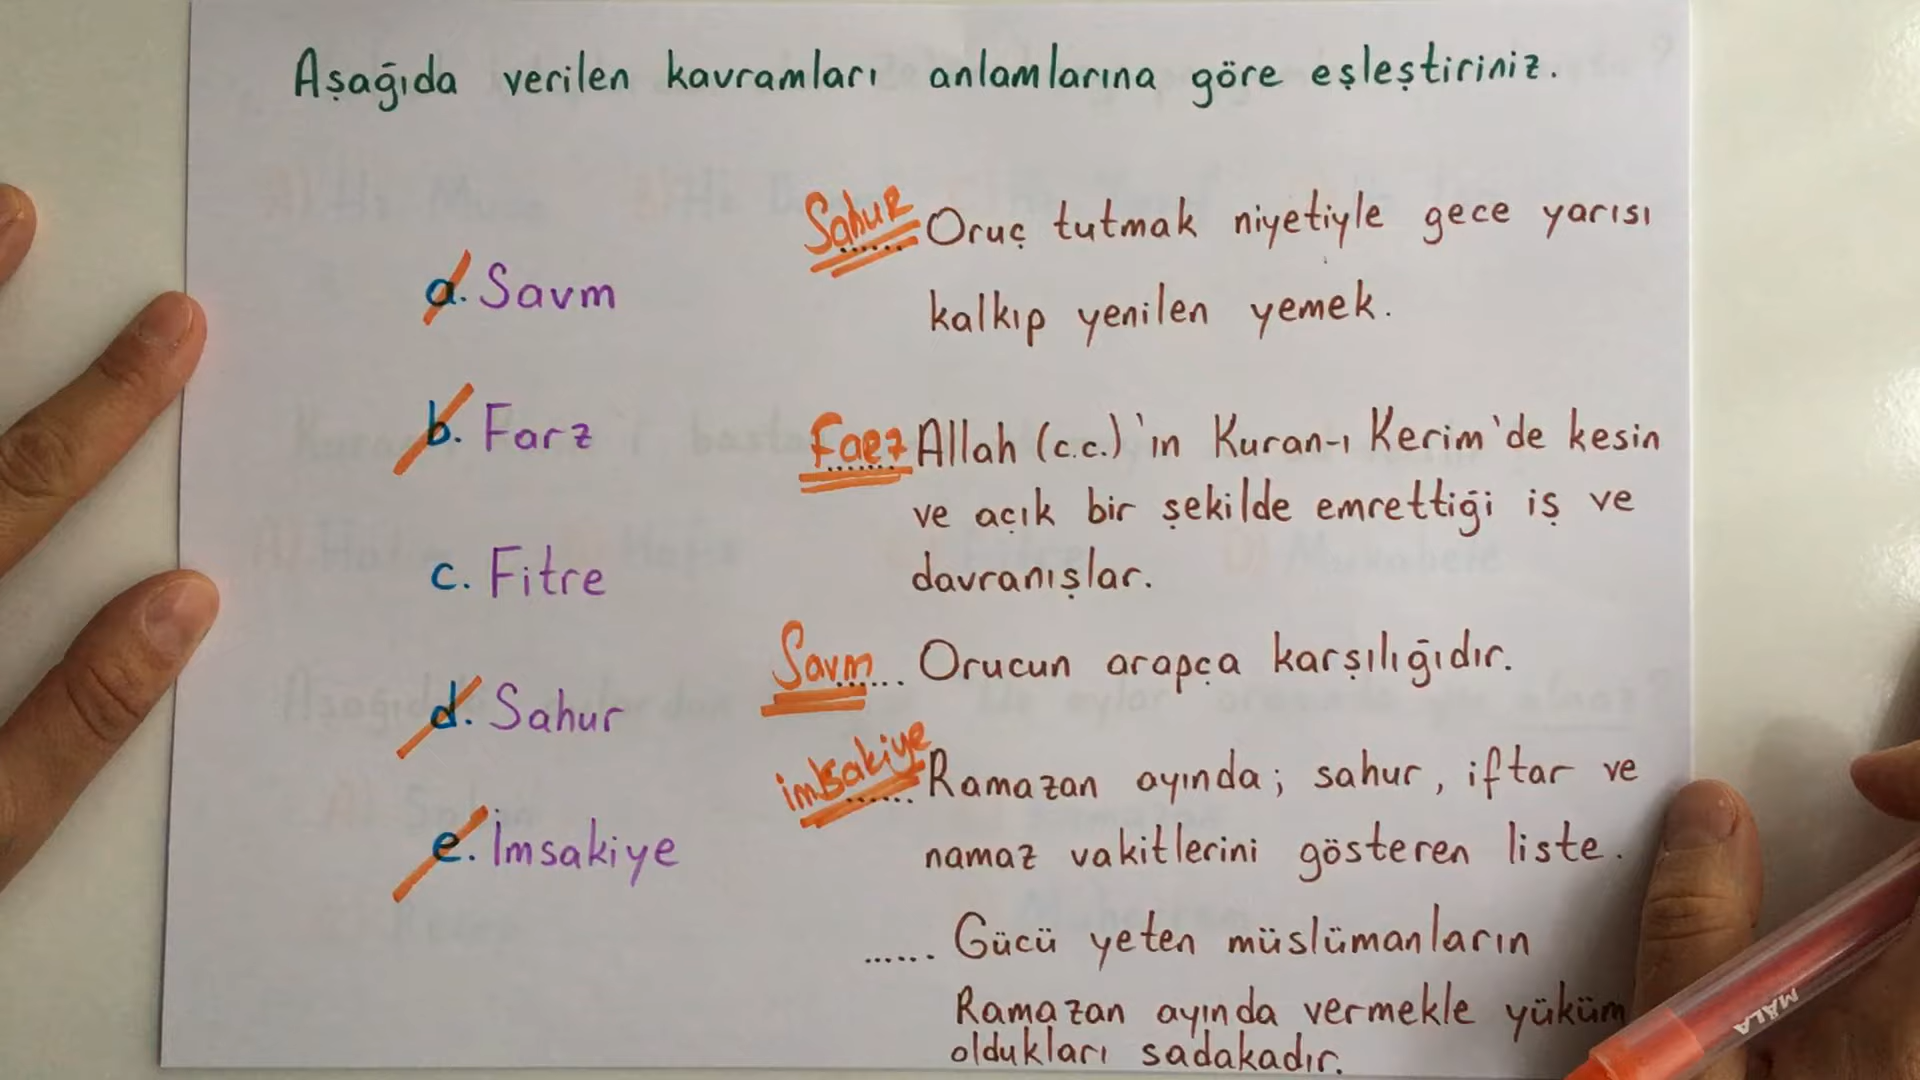 Aşağıda verilen kavramları anlamlarına göre eşleştiriniz.
a. Savm
b. Farz
c. Fitre
d. Sahur
e. İmsakiye
Sahur ...... Oruç tutmak niyetiyle gece yarısı
kalkıp yenilen yemek.
Farz ...... Allah (c.c.)'ın Kuran-ı Kerim'de kesin
ve açık bir şekilde emrettiği iş ve
davranışlar.
Savm ...... Orucun arapça karşılığıdır.
imsakiye ...... Ramazan ayında; sahur, iftar ve
namaz vakitlerini gösteren liste.
...... Gücü yeten müslümanların
Ramazan ayında vermekle yüküm
oldukları sadakadır.
MALA